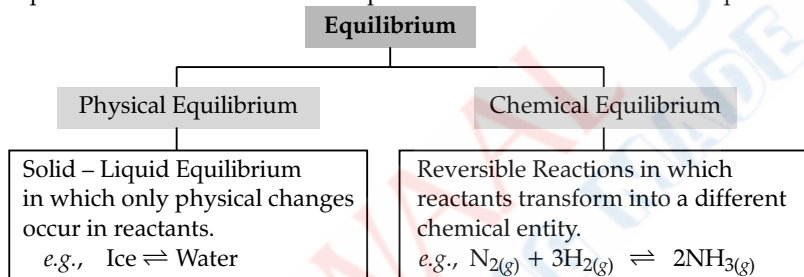 Equilibrium
Physical Equilibrium
Chemical Equilibrium
Solid – Liquid Equilibrium
in which only physical changes
occur in reactants.
e.g., Ice ⇌ Water
Reversible Reactions in which
reactants transform into a different
chemical entity.
e.g., N2(g) + 3H2(g) ⇌ 2NH3(g)